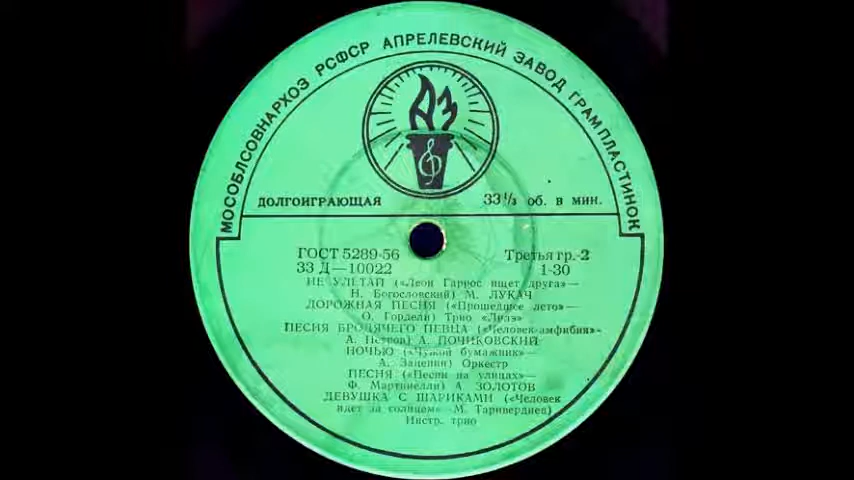 МОСОБЛСОВНАРХОЗ РСФСР АПРЕЛЕВСКИЙ ЗАВОД ГРАМПЛАСТИНОК
АЗ
ДОЛГОИГРАЮЩАЯ 33⅓ об. в мин.
ГОСТ 5289-56 Третья гр.-2
33 Д—10022 1-30
НЕ УЛЕТАЙ («Леон Гаррос ищет друга»—
Н. Богословский) М. ЛУКАЧ
ДОРОЖНАЯ ПЕСНЯ («Прошедшее лето»—
О. Гордели) Трио «Лилэ»
ПЕСНЯ БРОДЯЧЕГО ПЕВЦА («Человек-амфибия»-
А. Петров) А. ПОЧИКОВСКИЙ
НОЧЬЮ («Чужой бумажник»—
А. Зацепин) Оркестр
ПЕСНЯ («Песни на улицах»—
Ф. Мартинелли) А. ЗОЛОТОВ
ДЕВУШКА С ШАРИКАМИ («Человек
идет за солнцем» -М. Таривердиев)
Инстр. трио